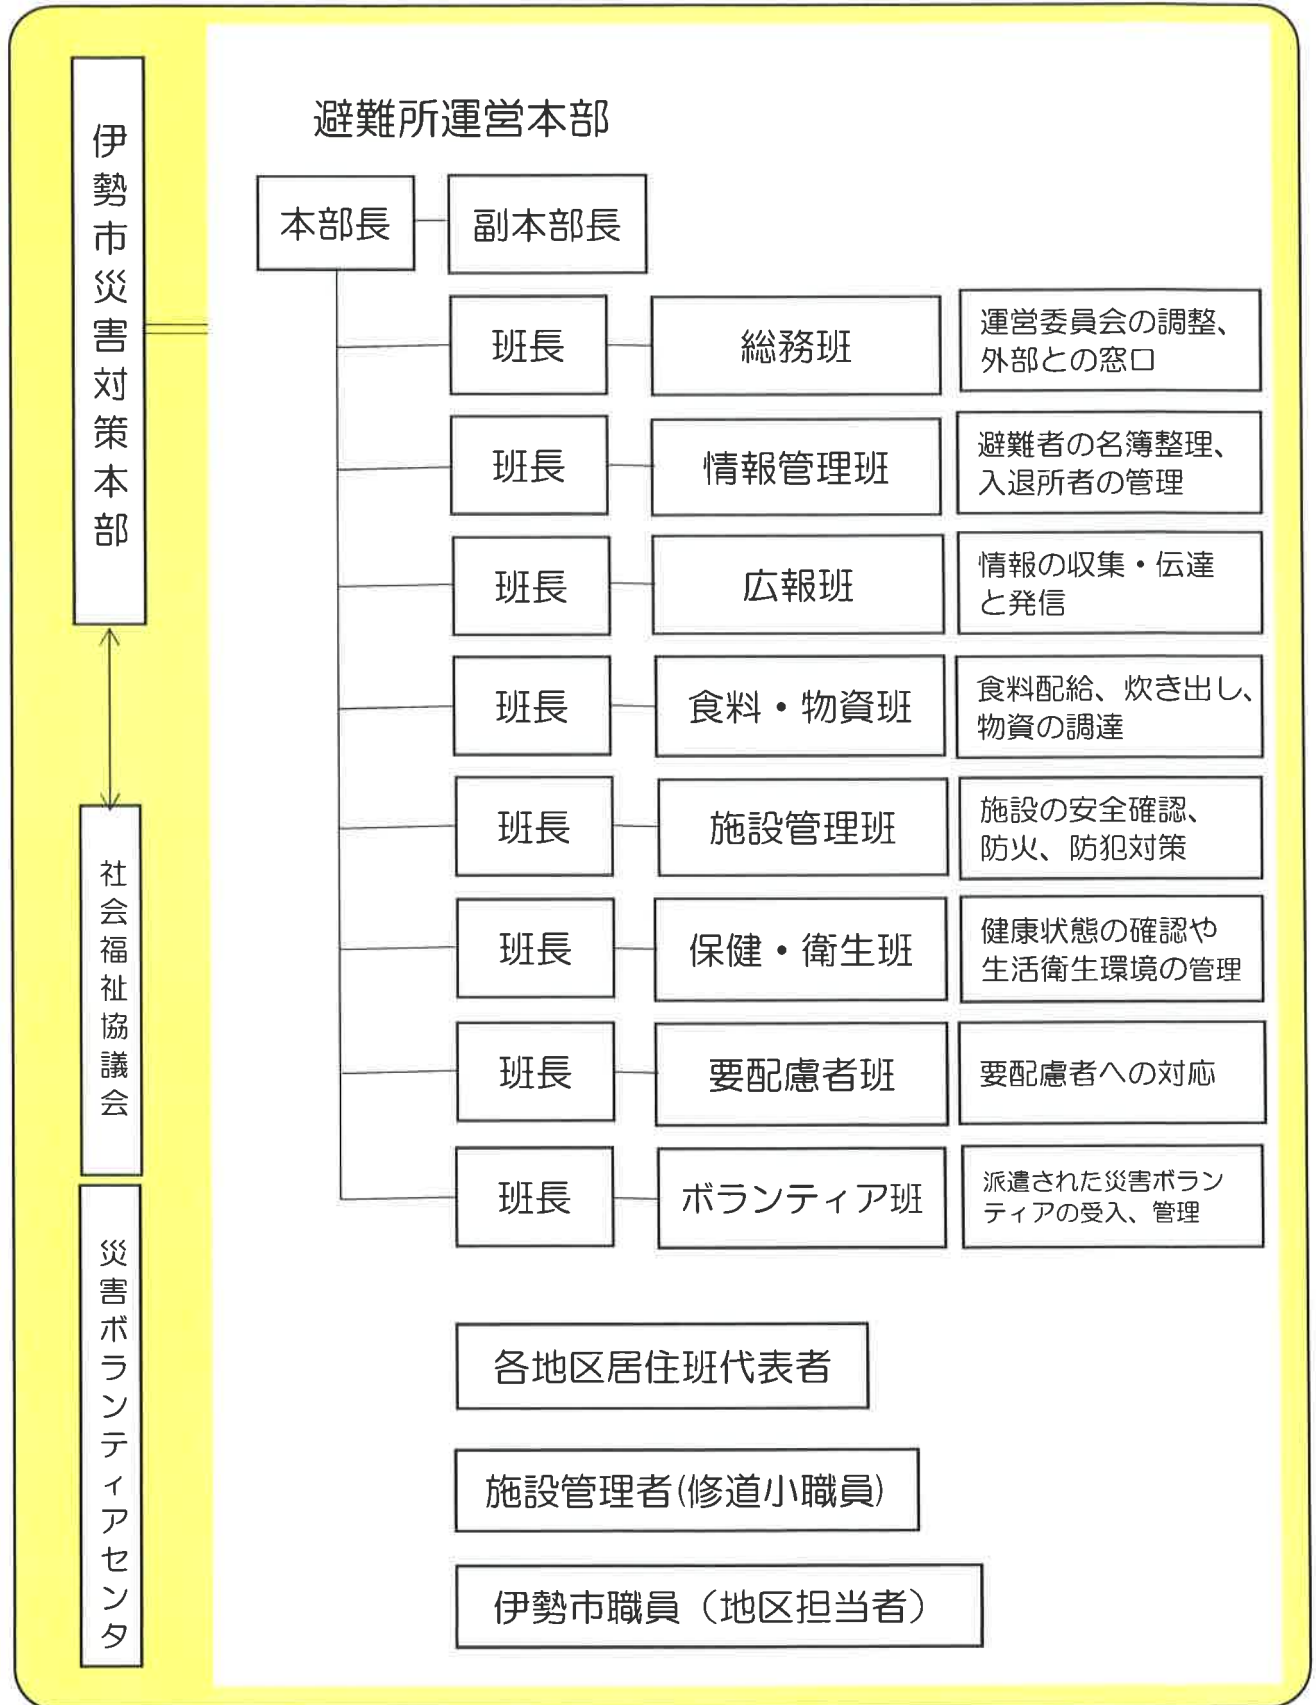 伊勢市災害対策本部
社会福祉協議会
災害ボランティアセンタ
避難所運営本部
本部長
副本部長
班長
総務班
運営委員会の調整、
外部との窓口
班長
情報管理班
避難者の名簿整理、
入退所者の管理
班長
広報班
情報の収集・伝達
と発信
班長
食料・物資班
食料配給、炊き出し、
物資の調達
班長
施設管理班
施設の安全確認、
防火、防犯対策
班長
保健・衛生班
健康状態の確認や
生活衛生環境の管理
班長
要配慮者班
要配慮者への対応
班長
ボランティア班
派遣された災害ボラン
ティアの受入、管理
各地区居住班代表者
施設管理者(修道小職員)
伊勢市職員（地区担当者）